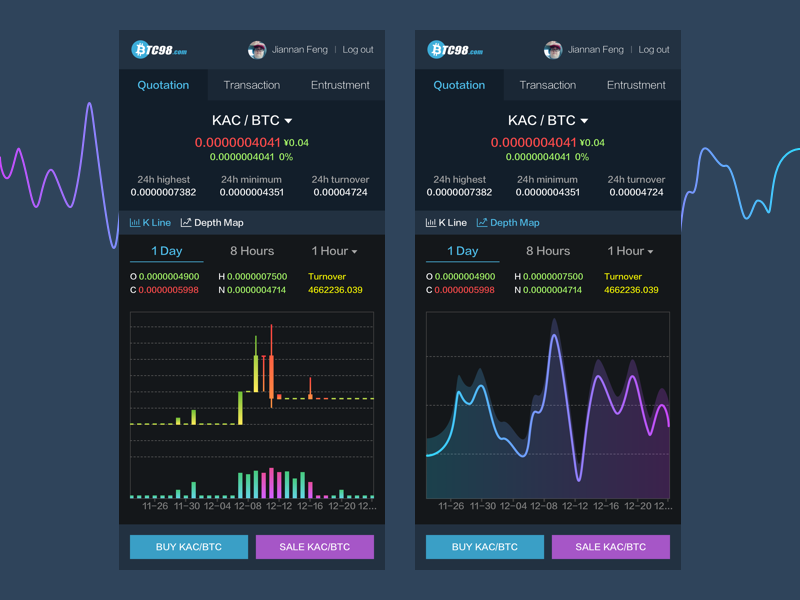 BTC98.com Jiannan Feng | Log out
Quotation Transaction Entrustment
KAC / BTC
0.0000004041 ¥0.04
0.0000004041 0%
24h highest 24h minimum 24h turnover
0.0000007382 0.0000004351 0.00004724
K Line Depth Map
1 Day 8 Hours 1 Hour
O 0.0000004900 H 0.0000007500 Turnover
C 0.0000005998 N 0.0000004714 4662236.039
11-26 11-30 12-04 12-08 12-12 12-16 12-20 12...
BUY KAC/BTC SALE KAC/BTC
BTC98.com Jiannan Feng | Log out
Quotation Transaction Entrustment
KAC / BTC
0.0000004041 ¥0.04
0.0000004041 0%
24h highest 24h minimum 24h turnover
0.0000007382 0.0000004351 0.00004724
K Line Depth Map
1 Day 8 Hours 1 Hour
O 0.0000004900 H 0.0000007500 Turnover
C 0.0000005998 N 0.0000004714 4662236.039
11-26 11-30 12-04 12-08 12-12 12-16 12-20 12...
BUY KAC/BTC SALE KAC/BTC